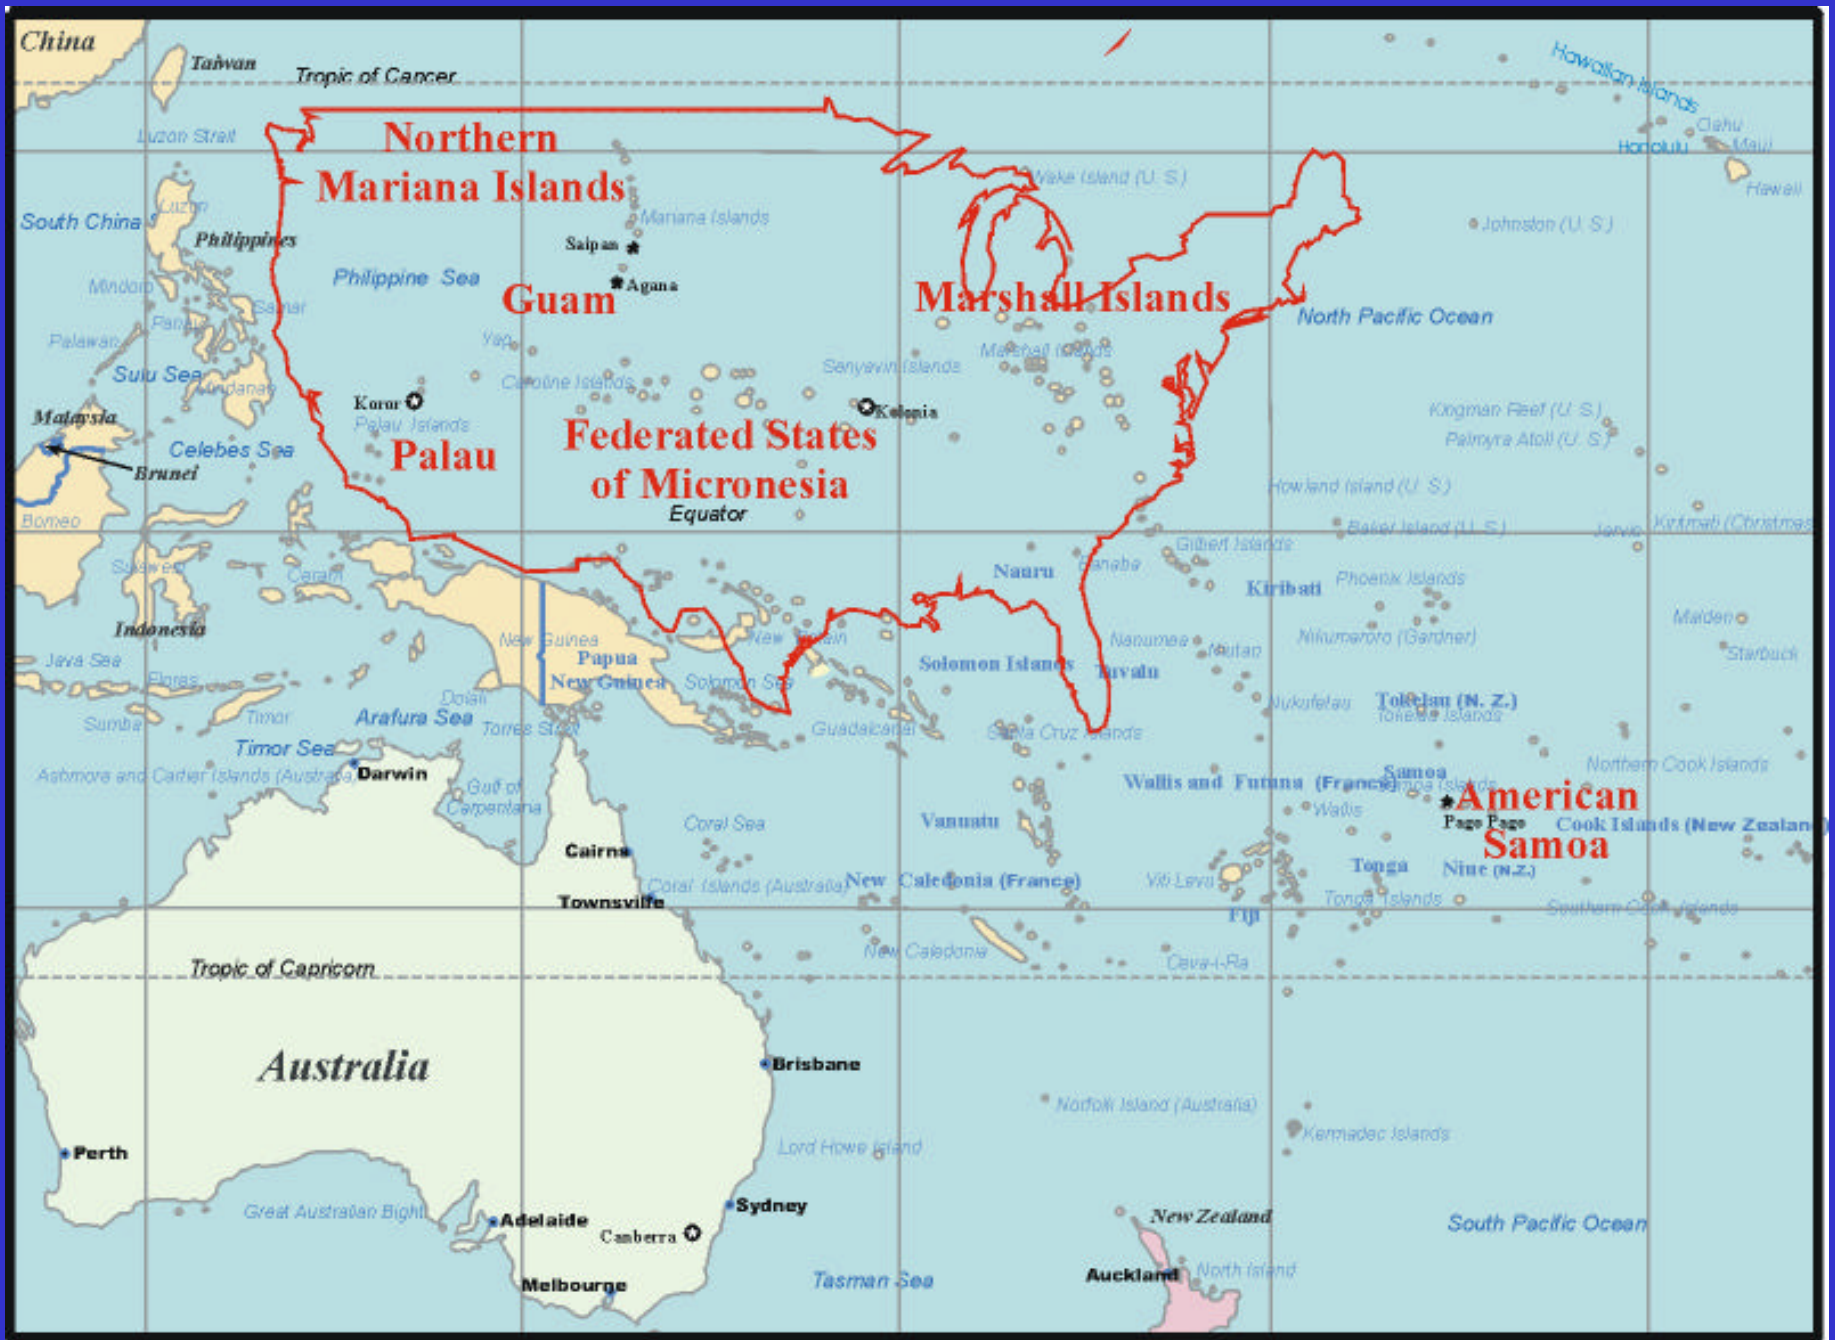 China
Taiwan
Tropic of Cancer
Hawaiian Islands
Luzon Strait
Oahu
Honolulu
Maui
Hawaii
Northern
Mariana Islands
Wake Island (U. S.)
South China S
Luzon
Philippines
Mariana Islands
Johnston (U. S.)
Saipan
Philippine Sea
Agana
Guam
Marshall Islands
North Pacific Ocean
Mindoro
Samar
Panay
Palawan
Yap
Senyavin Islands
Marshall Islands
Sulu Sea
Mindanao
Caroline Islands
Koror
Kolonia
Kingman Reef (U. S.)
Malaysia
Palau Islands
Palmyra Atoll (U. S.)
Celebes Sea
Palau
Federated States
of Micronesia
Brunei
Howland Island (U. S.)
Borneo
Equator
Baker Island (U. S.)
Jarvis
Kiritimati (Christmas
Gilbert Islands
Banaba
Nauru
Sulawesi
Ceram
Kiribati
Phoenix Islands
Malden
Indonesia
New Guinea
New Britain
Nanumea
Niutao
Nikumaroro (Gardner)
Starbuck
Java Sea
Papua
New Guinea
Solomon Islands
Tuvalu
Flores
Solomon Sea
Dolak
Nukufetau
Tokelau (N. Z.)
Tokelau Islands
Sumba
Timor
Arafura Sea
Torres Strait
Guadalcanal
Santa Cruz Islands
Timor Sea
Northern Cook Islands
Ashmore and Cartier Islands (Australia)
Darwin
Gulf of
Carpentaria
Wallis and Futuna (France)
Samoa
Samoa Islands
American
Samoa
Wallis
Pago Pago
Coral Sea
Vanuatu
Cook Islands (New Zealan
Cairns
Tonga
Niue (N.Z.)
Coral Islands (Australia)
New Caledonia (France)
Viti Levu
Townsville
Tonga Islands
Southern Cook Islands
Fiji
New Caledonia
Ceva-i-Ra
Tropic of Capricorn
Australia
Brisbane
Norfolk Island (Australia)
Kermadec Islands
Perth
Lord Howe Island
Great Australian Bight
Adelaide
Sydney
Canberra
New Zealand
South Pacific Ocean
Melbourne
Tasman Sea
Auckland
North Island